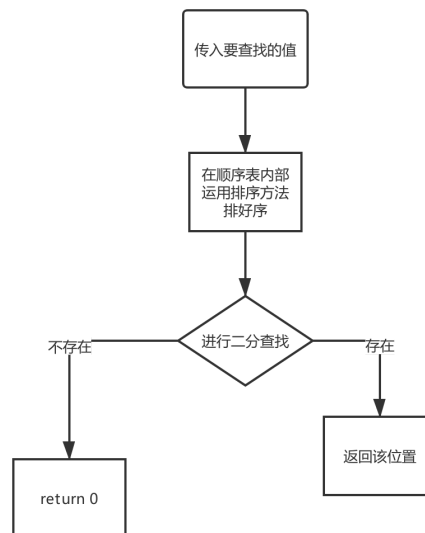 传入要查找的值
在顺序表内部
运用排序方法
排好序
进行二分查找
不存在
存在
返回该位置
return 0